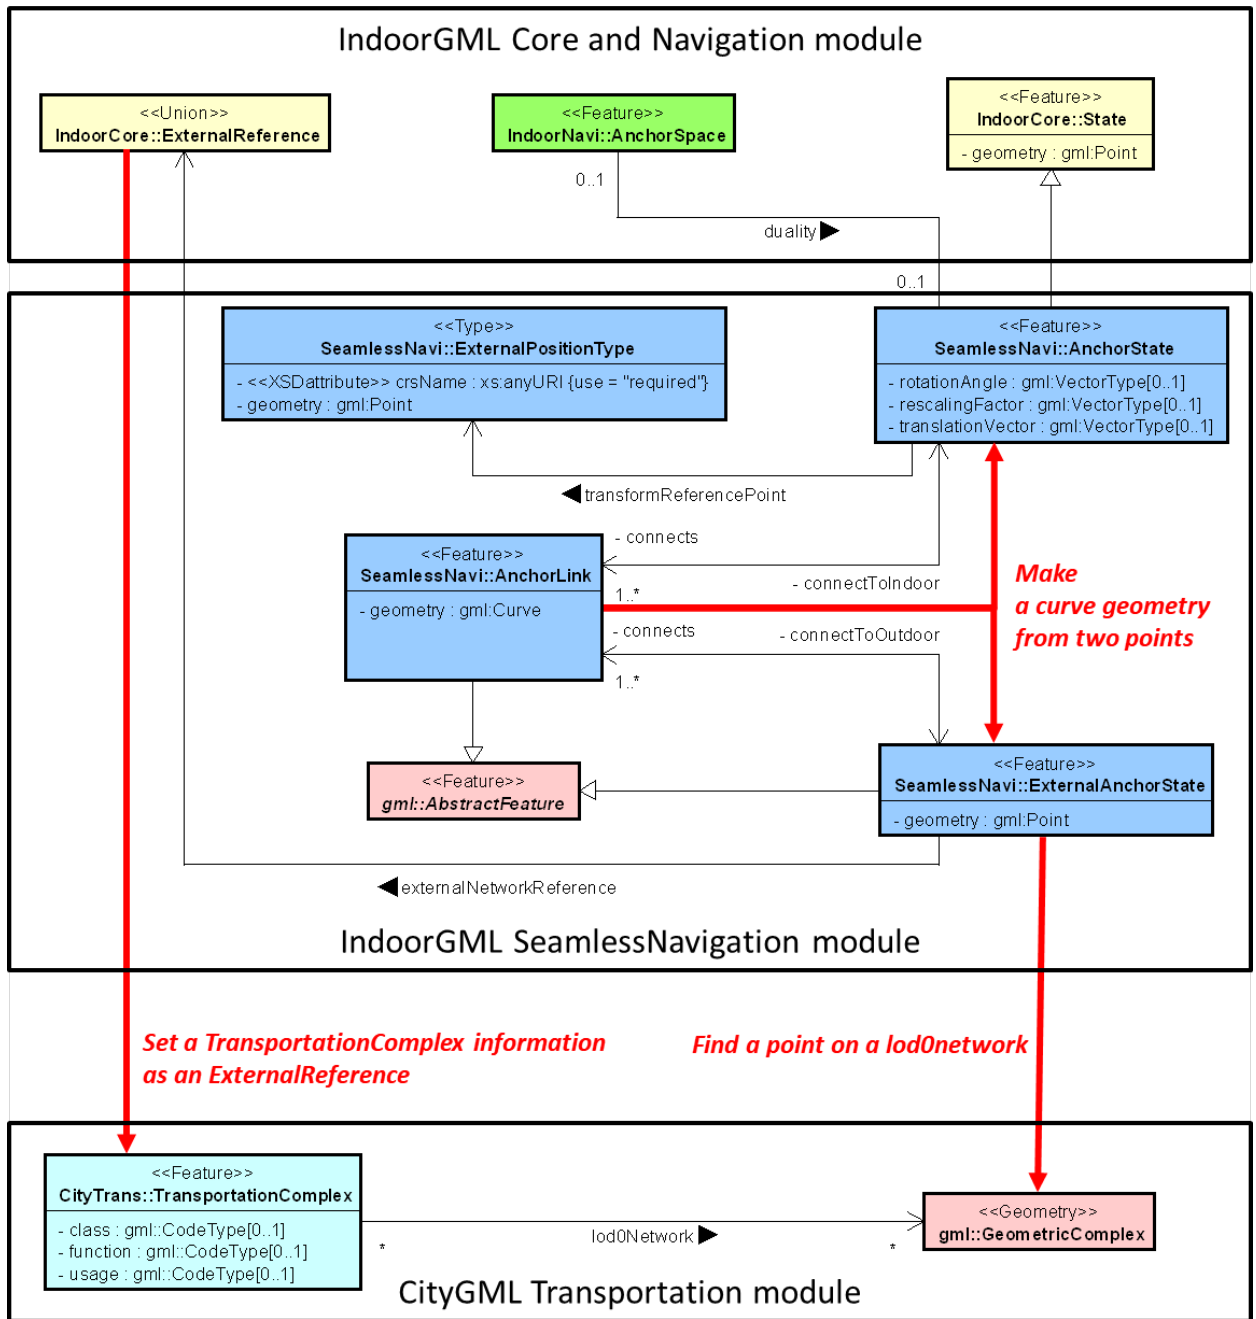 IndoorGML Core and Navigation module
<<Union>>
IndoorCore::ExternalReference
<<Feature>>
IndoorNavi::AnchorSpace
<<Feature>>
IndoorCore::State
- geometry : gml:Point
0..1
duality
0..1
<<Type>>
SeamlessNavi::ExternalPositionType
- <<XSDattribute>> crsName : xs:anyURI {use = "required"}
- geometry : gml:Point
<<Feature>>
SeamlessNavi::AnchorState
- rotationAngle : gml:VectorType[0..1]
- rescalingFactor : gml:VectorType[0..1]
- translationVector : gml:VectorType[0..1]
transformReferencePoint
<<Feature>>
SeamlessNavi::AnchorLink
- geometry : gml:Curve
- connects
- connectToIndoor
1..*
- connects
- connectToOutdoor
1..*
Make
a curve geometry
from two points
<<Feature>>
gml::AbstractFeature
<<Feature>>
SeamlessNavi::ExternalAnchorState
- geometry : gml:Point
externalNetworkReference
IndoorGML SeamlessNavigation module
Set a TransportationComplex information
as an ExternalReference
Find a point on a lod0network
<<Feature>>
CityTrans::TransportationComplex
- class : gml::CodeType[0..1]
- function : gml::CodeType[0..1]
- usage : gml::CodeType[0..1]
*
lod0Network
*
<<Geometry>>
gml::GeometricComplex
CityGML Transportation module